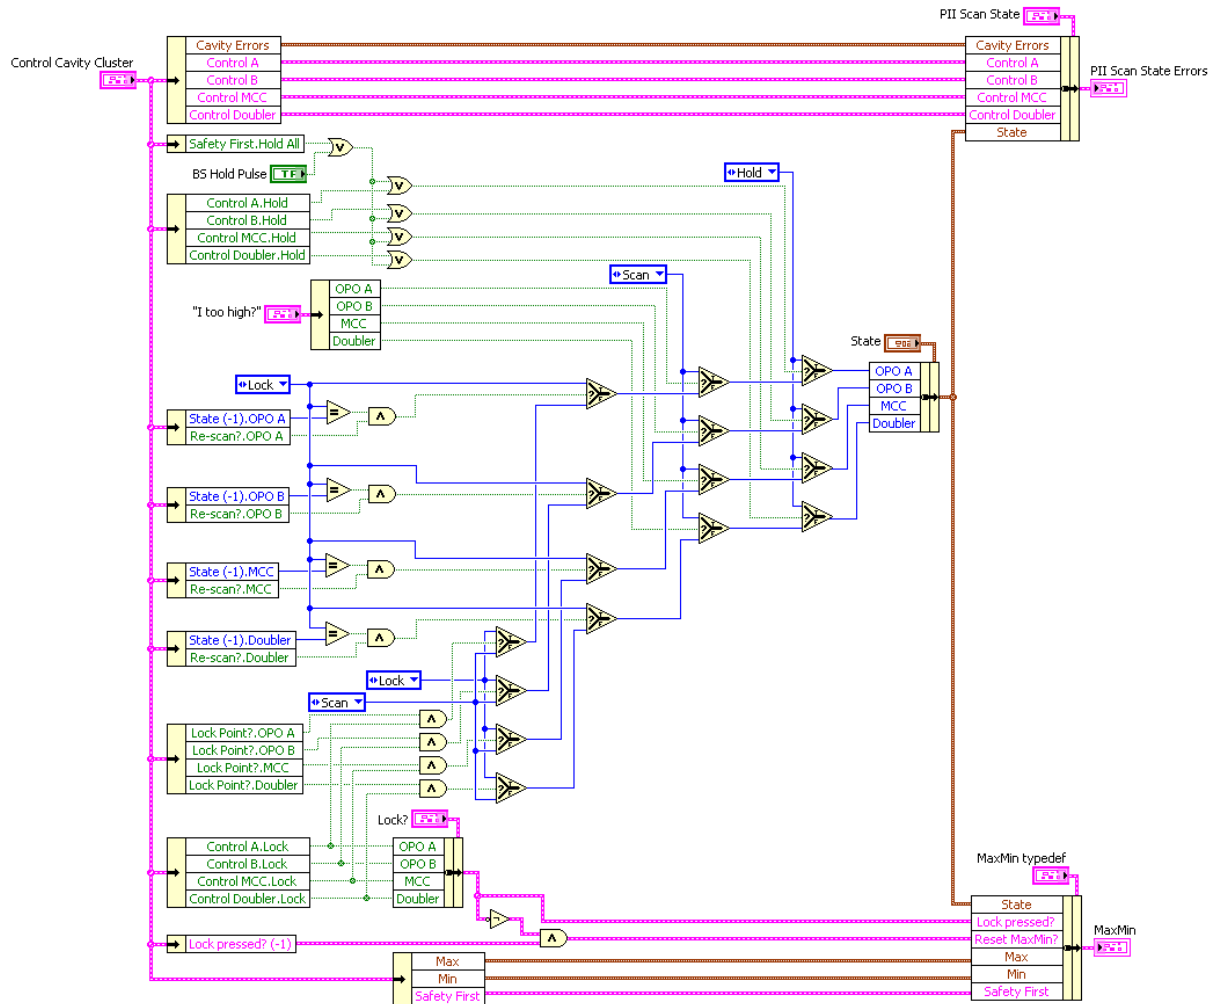 PII Scan State
Control Cavity Cluster
Cavity Errors
Control A
Control B
Control MCC
Control Doubler
Cavity Errors
Control A
Control B
Control MCC
Control Doubler
State
PII Scan State Errors
Safety First.Hold All
BS Hold Pulse
TF
Hold
Control A.Hold
Control B.Hold
Control MCC.Hold
Control Doubler.Hold
Scan
"I too high?"
OPO A
OPO B
MCC
Doubler
State
OPO A
OPO B
MCC
Doubler
Lock
State (-1).OPO A
Re-scan?.OPO A
State (-1).OPO B
Re-scan?.OPO B
State (-1).MCC
Re-scan?.MCC
State (-1).Doubler
Re-scan?.Doubler
Lock
Scan
Lock Point?.OPO A
Lock Point?.OPO B
Lock Point?.MCC
Lock Point?.Doubler
Lock?
Control A.Lock
Control B.Lock
Control MCC.Lock
Control Doubler.Lock
OPO A
OPO B
MCC
Doubler
MaxMin typedef
State
Lock pressed?
Reset MaxMin?
Max
Min
Safety First
MaxMin
Lock pressed? (-1)
Max
Min
Safety First